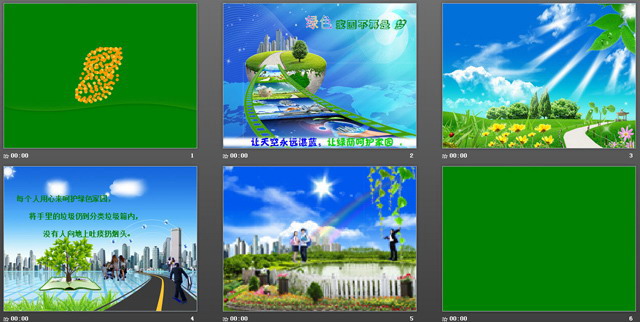 00:00 1
绿色 家园不再是 梦
让天空永远湛蓝，让绿荫呵护家园．
00:00 2
00:00 3
每个人用心来呵护绿色家园，
将手里的垃圾仍到分类垃圾箱内，
没有人向地上吐痰扔烟头。
00:00 4
00:00 5
00:00 6